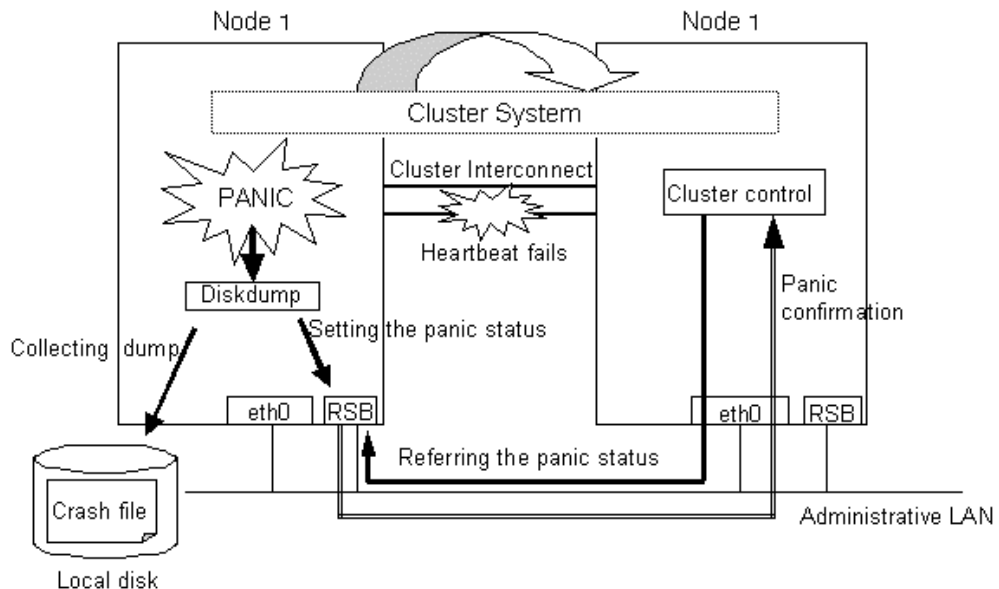 Node 1
Node 1
Cluster System
Cluster Interconnect
PANIC
Cluster control
Heartbeat fails
Diskdump
Panic
confirmation
Setting the panic status
Collecting dump
eth0
RSB
eth0
RSB
Referring the panic status
Crash file
Administrative LAN
Local disk